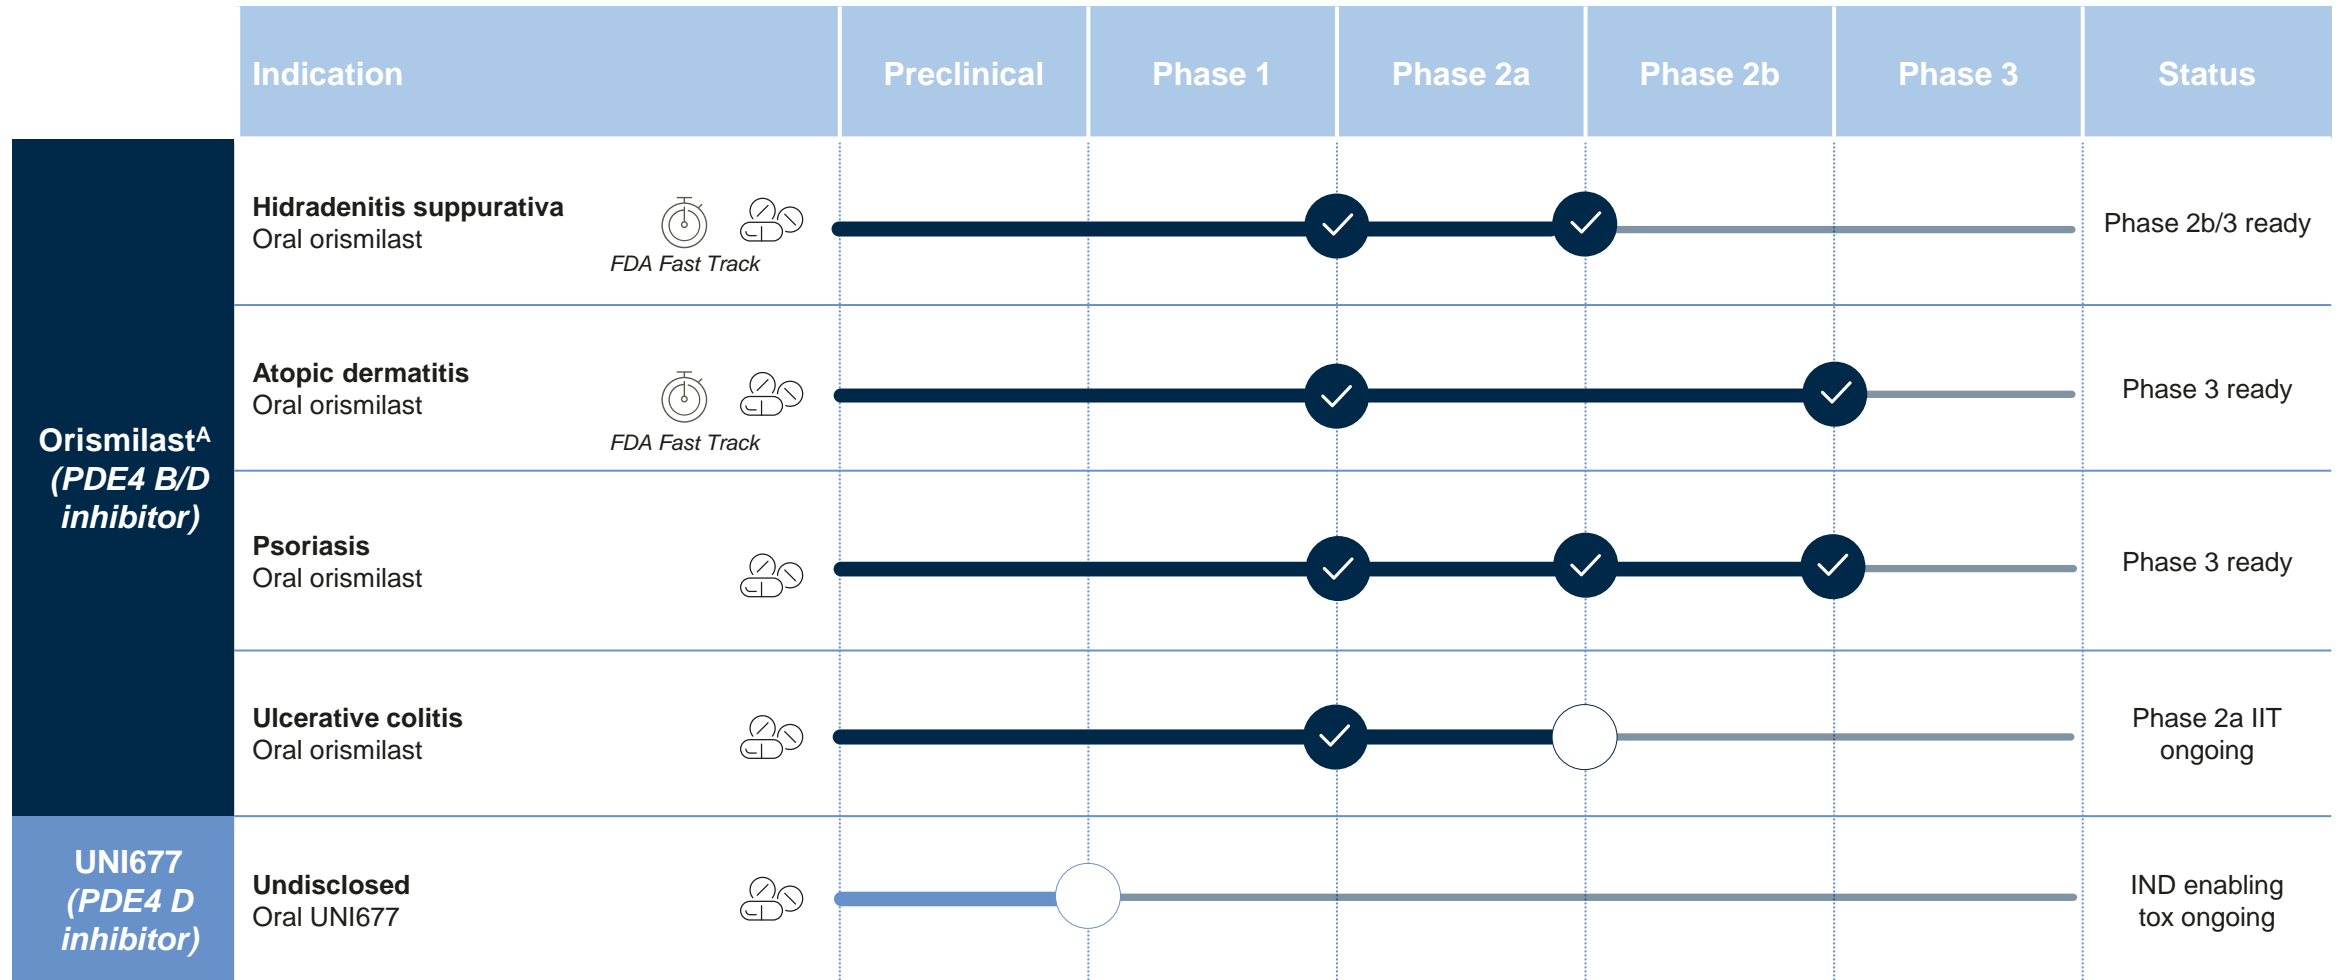 Indication
Preclinical
Phase 1
Phase 2a
Phase 2b
Phase 3
Status
Orismilastᴬ
(PDE4 B/D
inhibitor)
Hidradenitis suppurativa
Oral orismilast
FDA Fast Track
Phase 2b/3 ready
Atopic dermatitis
Oral orismilast
FDA Fast Track
Phase 3 ready
Psoriasis
Oral orismilast
Phase 3 ready
Ulcerative colitis
Oral orismilast
Phase 2a IIT
ongoing
UNI677
(PDE4 D
inhibitor)
Undisclosed
Oral UNI677
IND enabling
tox ongoing